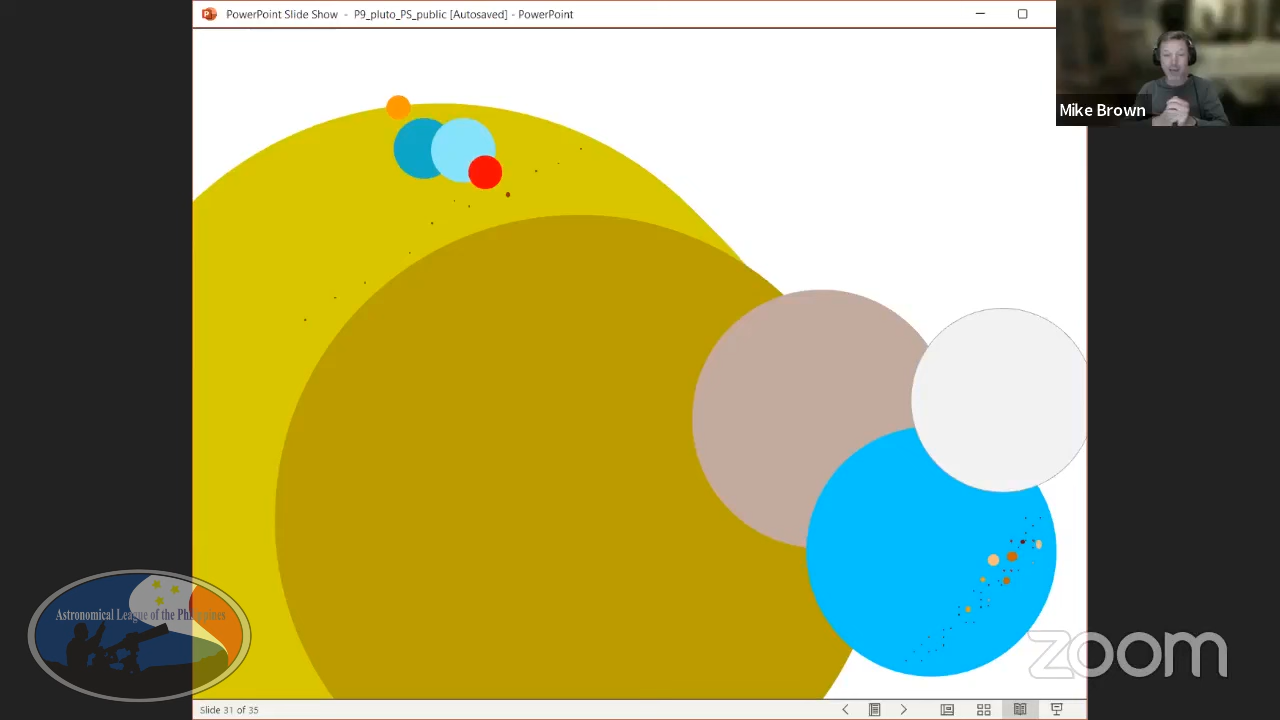 PowerPoint Slide Show - P9_pluto_PS_public [Autosaved] - PowerPoint
Mike Brown
Astronomical League of the Philippines
zoom
Slide 31 of 35